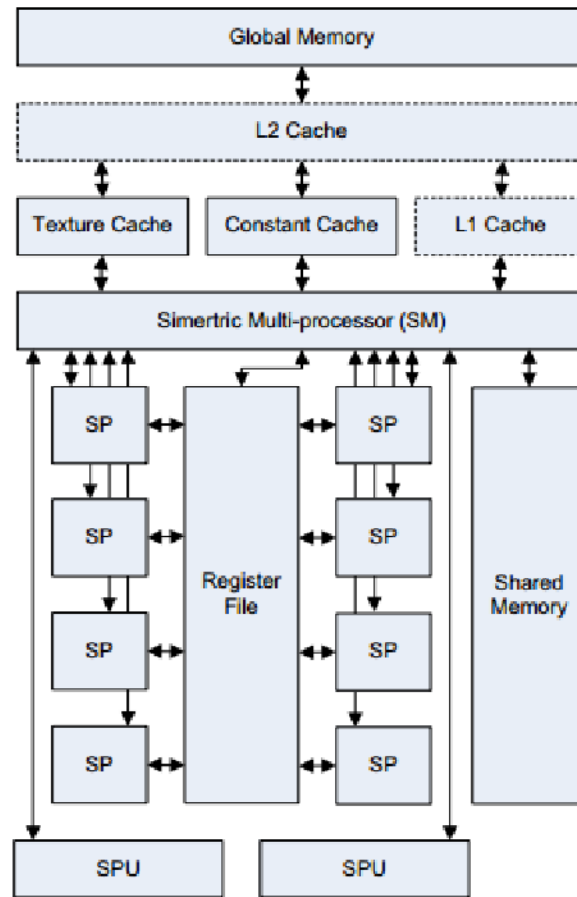 Global Memory
L2 Cache
Texture Cache
Constant Cache
L1 Cache
Simertric Multi-processor (SM)
SP
SP
SP
SP
SP
SP
Register
File
Shared
Memory
SP
SP
SPU
SPU